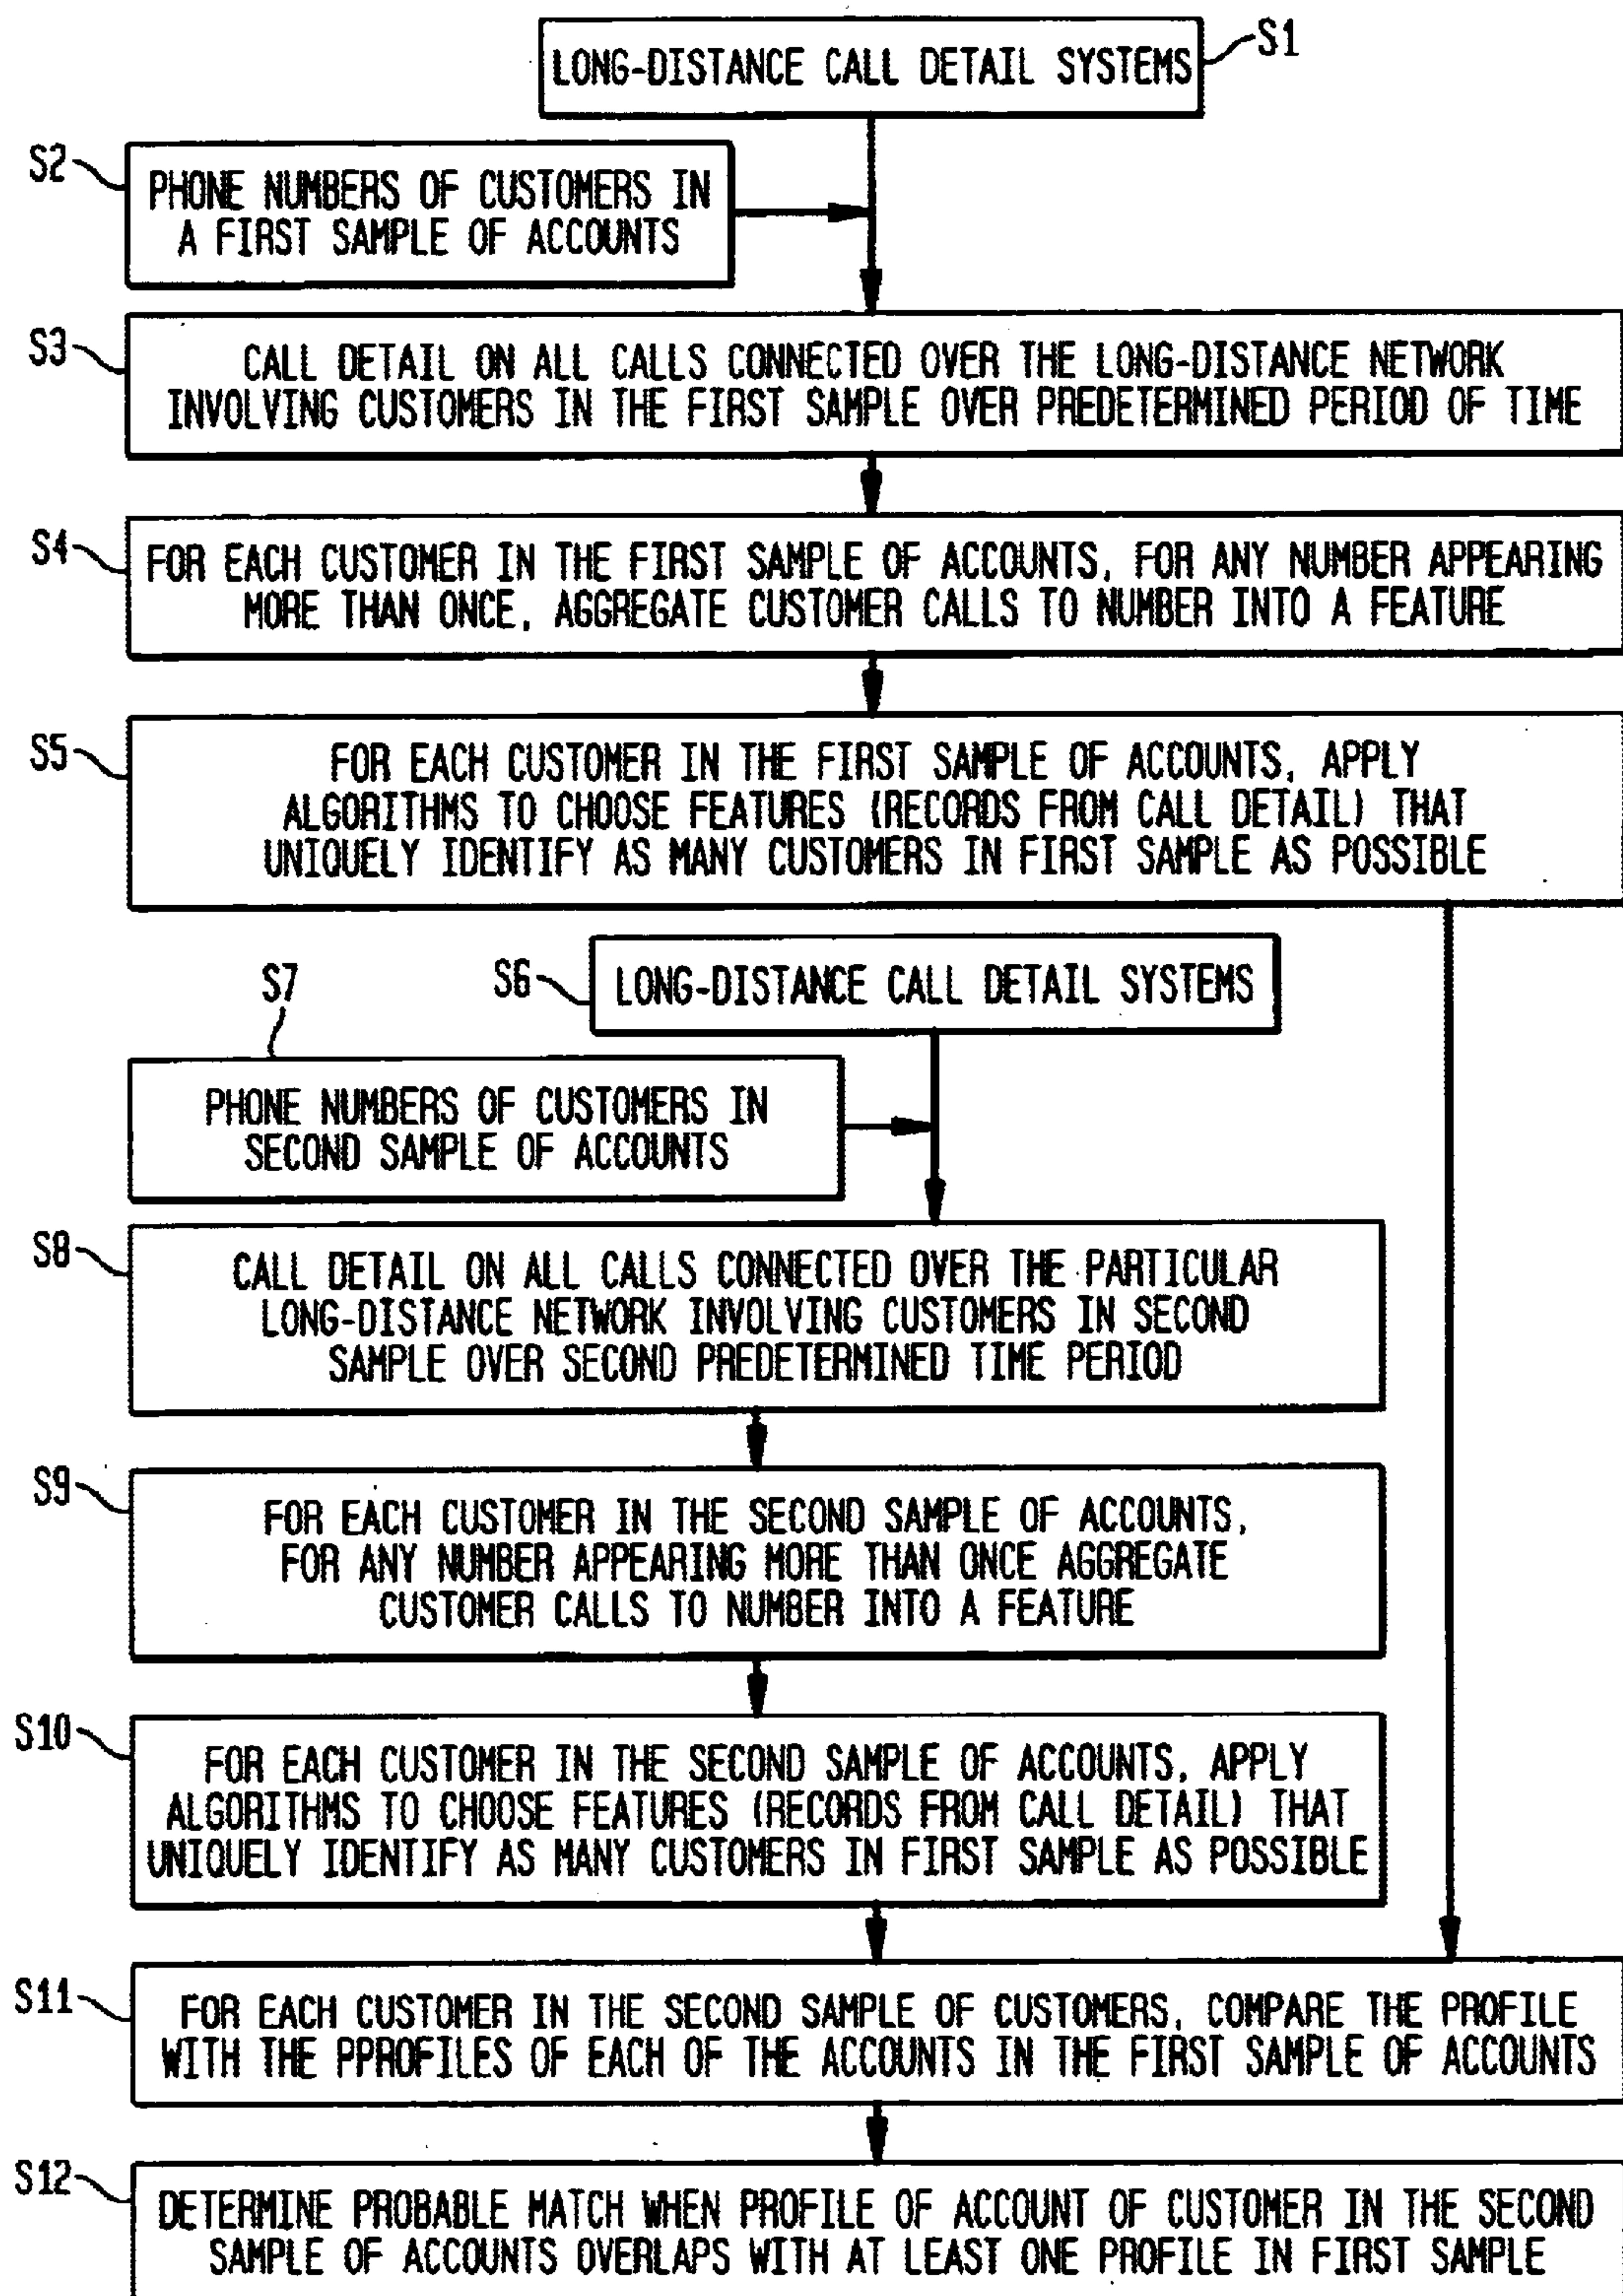 S1
LONG-DISTANCE CALL DETAIL SYSTEMS
S2
PHONE NUMBERS OF CUSTOMERS IN
A FIRST SAMPLE OF ACCOUNTS
S3
CALL DETAIL ON ALL CALLS CONNECTED OVER THE LONG-DISTANCE NETWORK
INVOLVING CUSTOMERS IN THE FIRST SAMPLE OVER PREDETERMINED PERIOD OF TIME
S4
FOR EACH CUSTOMER IN THE FIRST SAMPLE OF ACCOUNTS, FOR ANY NUMBER APPEARING
MORE THAN ONCE, AGGREGATE CUSTOMER CALLS TO NUMBER INTO A FEATURE
S5
FOR EACH CUSTOMER IN THE FIRST SAMPLE OF ACCOUNTS, APPLY
ALGORITHMS TO CHOOSE FEATURES (RECORDS FROM CALL DETAIL) THAT
UNIQUELY IDENTIFY AS MANY CUSTOMERS IN FIRST SAMPLE AS POSSIBLE
S6
LONG-DISTANCE CALL DETAIL SYSTEMS
S7
PHONE NUMBERS OF CUSTOMERS IN
SECOND SAMPLE OF ACCOUNTS
S8
CALL DETAIL ON ALL CALLS CONNECTED OVER THE PARTICULAR
LONG-DISTANCE NETWORK INVOLVING CUSTOMERS IN SECOND
SAMPLE OVER SECOND PREDETERMINED TIME PERIOD
S9
FOR EACH CUSTOMER IN THE SECOND SAMPLE OF ACCOUNTS,
FOR ANY NUMBER APPEARING MORE THAN ONCE AGGREGATE
CUSTOMER CALLS TO NUMBER INTO A FEATURE
S10
FOR EACH CUSTOMER IN THE SECOND SAMPLE OF ACCOUNTS, APPLY
ALGORITHMS TO CHOOSE FEATURES (RECORDS FROM CALL DETAIL) THAT
UNIQUELY IDENTIFY AS MANY CUSTOMERS IN FIRST SAMPLE AS POSSIBLE
S11
FOR EACH CUSTOMER IN THE SECOND SAMPLE OF CUSTOMERS, COMPARE THE PROFILE
WITH THE PPROFILES OF EACH OF THE ACCOUNTS IN THE FIRST SAMPLE OF ACCOUNTS
S12
DETERMINE PROBABLE MATCH WHEN PROFILE OF ACCOUNT OF CUSTOMER IN THE SECOND
SAMPLE OF ACCOUNTS OVERLAPS WITH AT LEAST ONE PROFILE IN FIRST SAMPLE